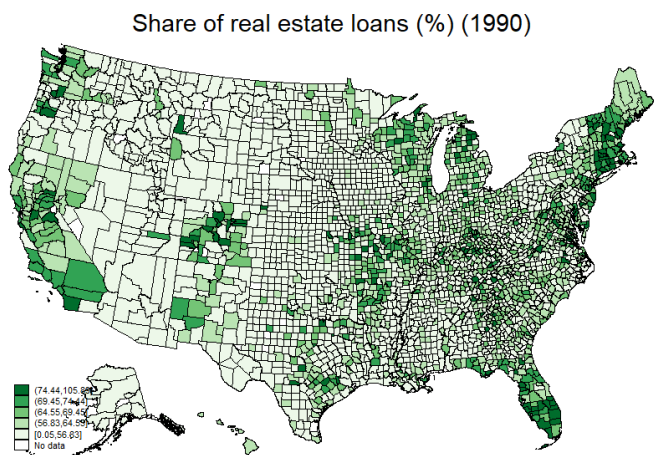 Share of real estate loans (%) (1990)
(74.44,105.8
(69.45,74.44]
(64.55,69.45]
(56.83,64.55]
[0.05,56.83]
No data